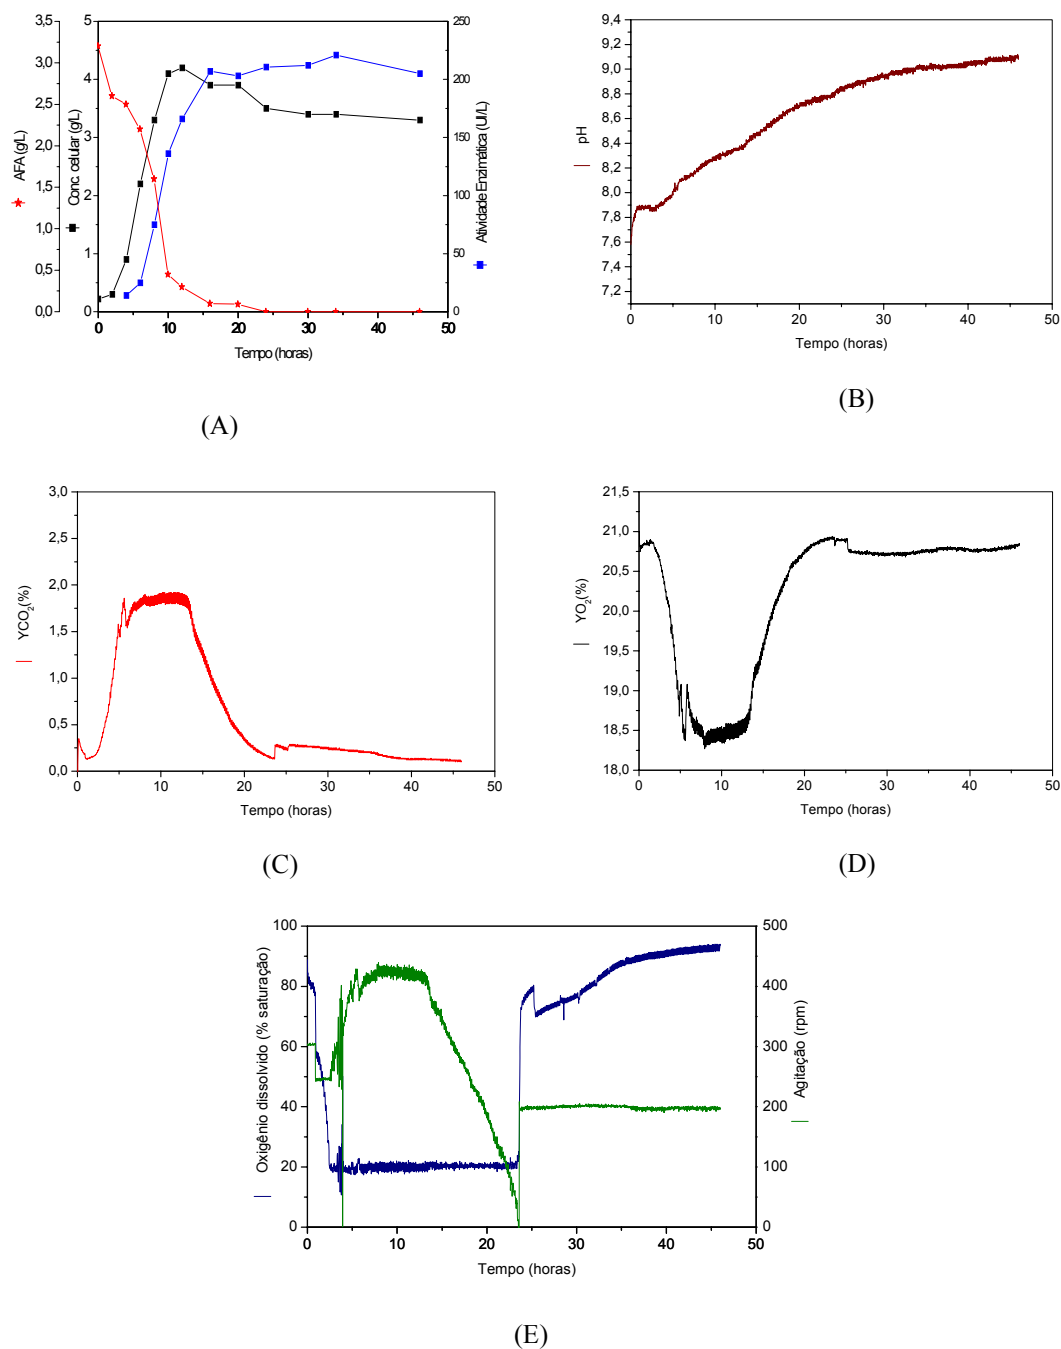 3,5
3,0
2,5
2,0
1,5
1,0
0,5
0,0
AFA (g/L)
5
4
3
2
1
0
Conc. celular (g/L)
250
200
150
100
50
0
Atividade Enzimática (UI/L)
0 10 20 30 40 50
Tempo (horas)
(A)
9,4
9,2
9,0
8,8
8,6
8,4
8,2
8,0
7,8
7,6
7,4
7,2
pH
0 10 20 30 40 50
Tempo (horas)
(B)
3,0
2,5
2,0
1,5
1,0
0,5
0,0
YCO2(%)
0 10 20 30 40 50
Tempo (horas)
(C)
21,5
21,0
20,5
20,0
19,5
19,0
18,5
18,0
YO2(%)
0 10 20 30 40 50
Tempo (horas)
(D)
100
80
60
40
20
0
Oxigênio dissolvido (% saturação)
500
400
300
200
100
0
Agitação (rpm)
0 10 20 30 40 50
Tempo (horas)
(E)